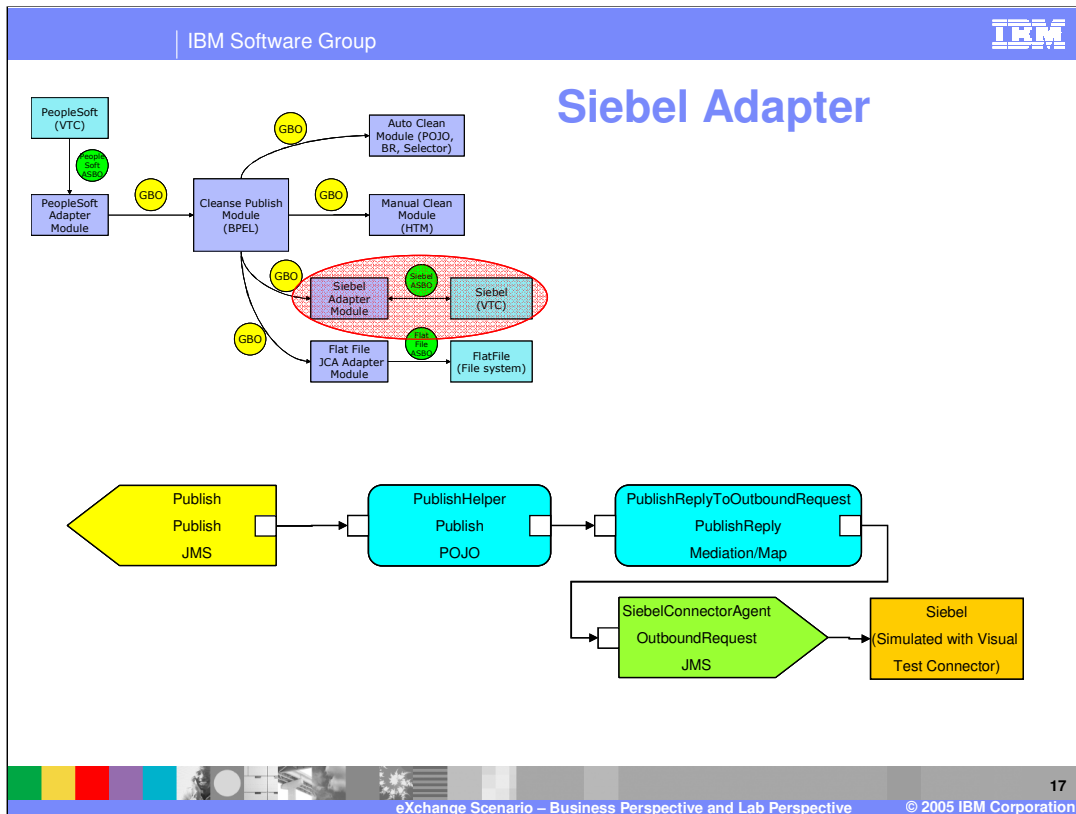 IBM Software Group
IBM
Siebel Adapter
PeopleSoft
(VTC)
People
Soft
ASBO
PeopleSoft
Adapter
Module
GBO
Cleanse Publish
Module
(BPEL)
GBO
Auto Clean
Module (POJO,
BR, Selector)
GBO
Manual Clean
Module
(HTM)
GBO
Siebel
Adapter
Module
Siebel
ASBO
Siebel
(VTC)
GBO
Flat File
JCA Adapter
Module
Flat
File
ASBO
FlatFile
(File system)
Publish
Publish
JMS
PublishHelper
Publish
POJO
PublishReplyToOutboundRequest
PublishReply
Mediation/Map
SiebelConnectorAgent
OutboundRequest
JMS
Siebel
(Simulated with Visual
Test Connector)
17
eXchange Scenario – Business Perspective and Lab Perspective
© 2005 IBM Corporation